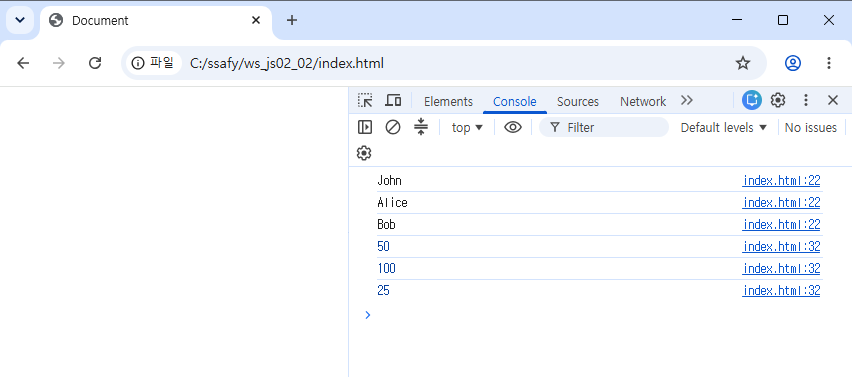 Document
파일 C:/ssafy/ws_js02_02/index.html
Elements Console Sources Network
top Filter Default levels No issues
John index.html:22
Alice index.html:22
Bob index.html:22
50 index.html:32
100 index.html:32
25 index.html:32